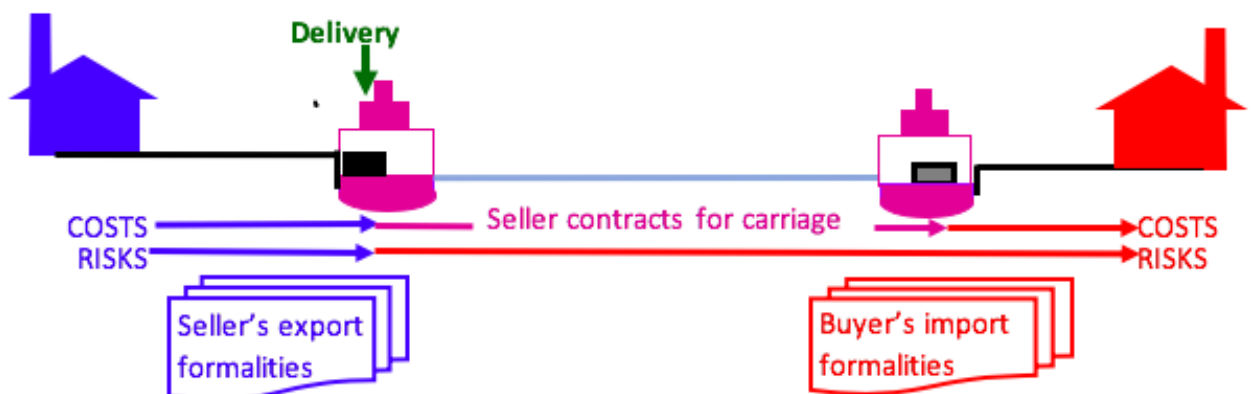 Delivery
COSTS Seller contracts for carriage COSTS
RISKS RISKS
Seller’s export
formalities
Buyer’s import
formalities